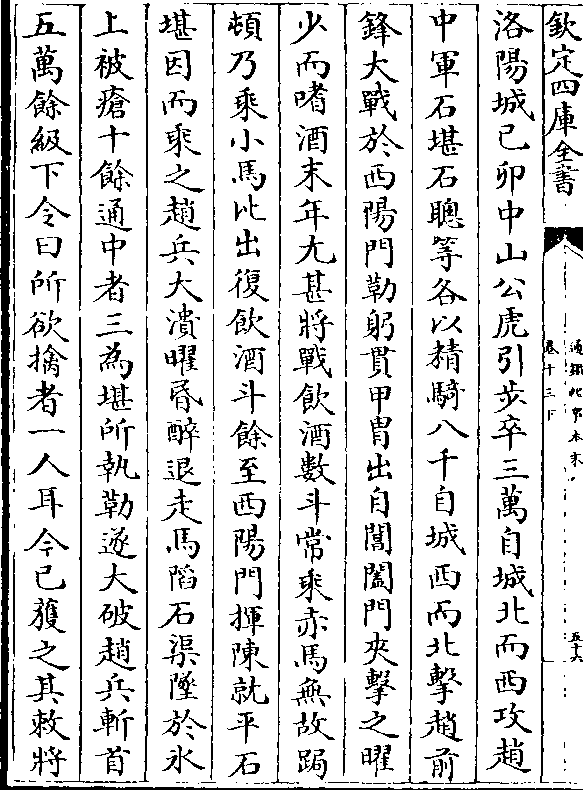 欽定四庫全書
通鑑紀事本末
卷十三下
五十六
洛陽城己卯中山公虎引步卒三萬自城北而西攻趙
中軍石堪石聰等各以精騎八千自城西而北擊趙前
鋒大戰於西陽門勒躬貫甲胄出自閶闔門夾擊之曜
少而嗜酒末年尤甚將戰飲酒數斗常乘赤馬無故跼
頓乃乘小馬比出復飲酒斗餘至西陽門揮陳就平石
堪因而乘之趙兵大潰曜昏醉退走馬陷石渠墜於氷
上被瘡十餘通中者三為堪所執勒遂大破趙兵斬首
五萬餘級下令曰所欲擒者一人耳今已獲之其敕將